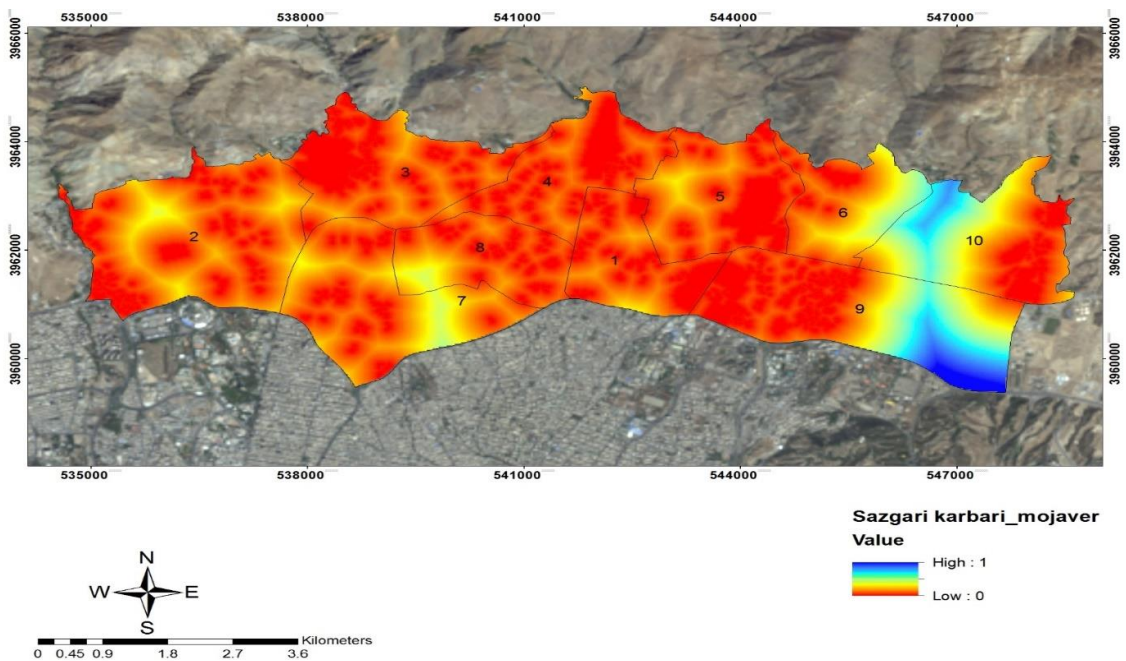 535000 538000 541000 544000 547000
3966000 3966000
3964000 3964000
3 4 5 6
2 8 1 10
3962000 3962000
7 9
3960000 3960000
535000 538000 541000 544000 547000
Sazgari karbari_mojaver
Value
High : 1
Low : 0
N
W E
S
Kilometers
0 0.45 0.9 1.8 2.7 3.6